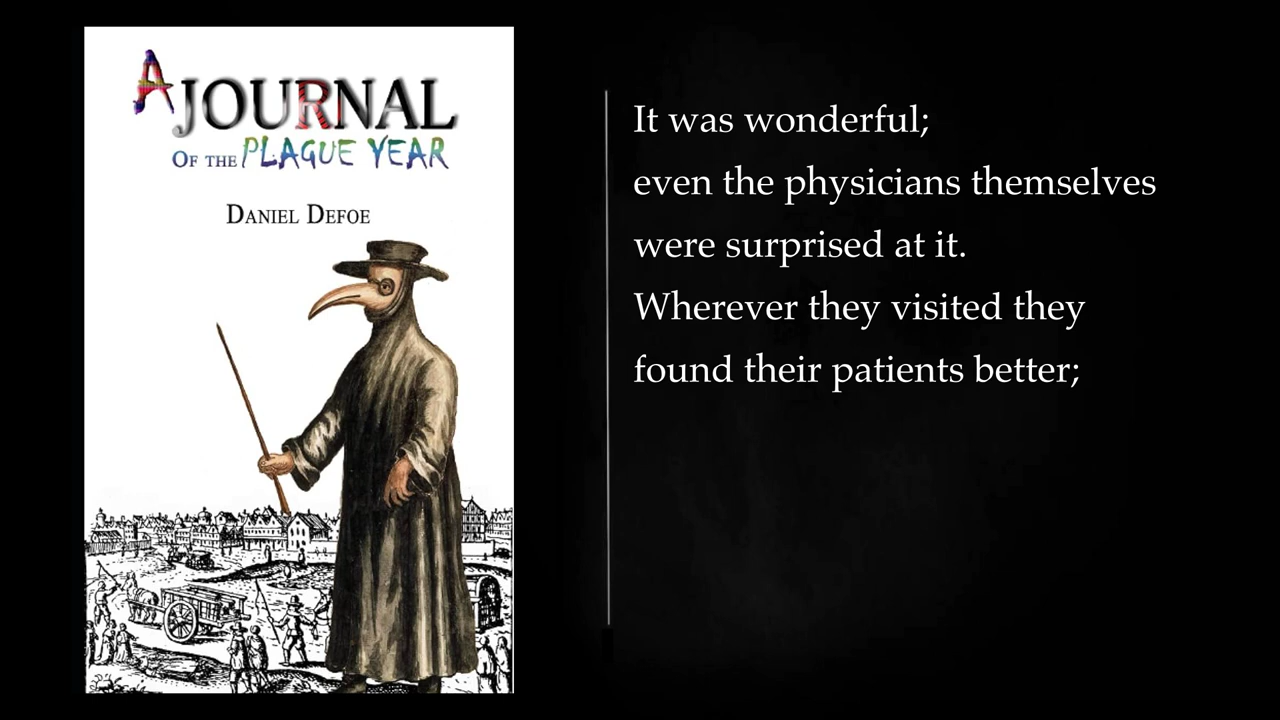 A JOURNAL
OF THE PLAGUE YEAR
DANIEL DEFOE
It was wonderful;
even the physicians themselves
were surprised at it.
Wherever they visited they
found their patients better;